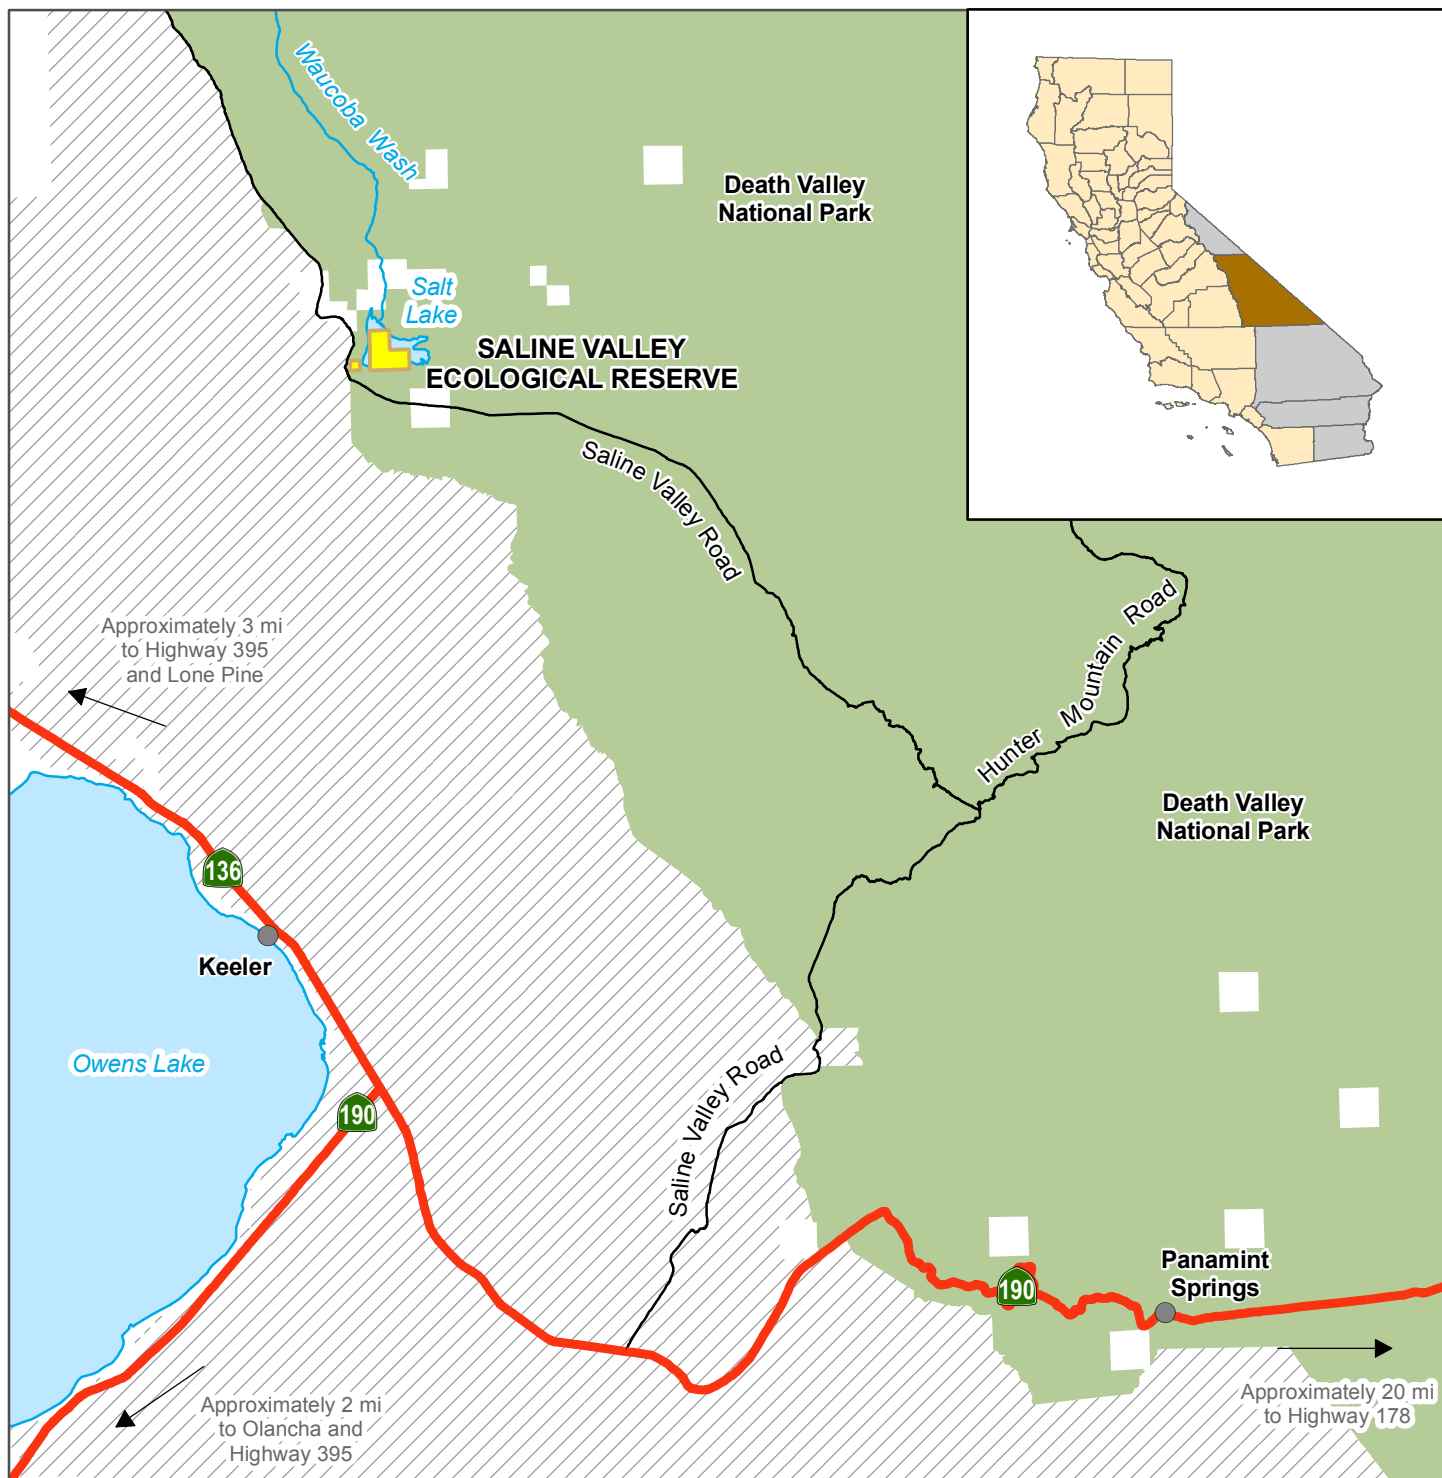 Waucoba Wash
Death Valley
National Park
Salt
Lake
SALINE VALLEY
ECOLOGICAL RESERVE
Saline Valley Road
Hunter Mountain Road
Approximately 3 mi
to Highway 395
and Lone Pine
Death Valley
National Park
136
Keeler
Owens Lake
190
Saline Valley Road
Panamint
Springs
190
Approximately 2 mi
to Olancha and
Highway 395
Approximately 20 mi
to Highway 178